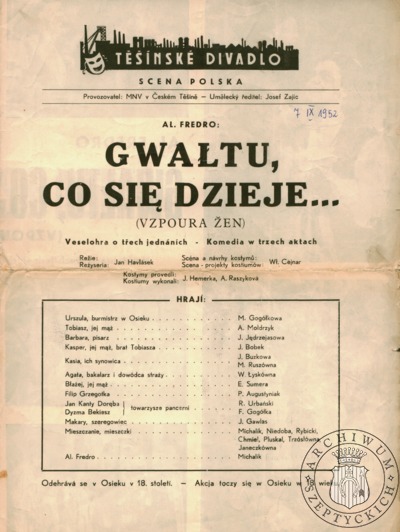 TĚŠÍNSKÉ DIVADLO
SCENA POLSKA
Provozovatel: MNV v Českém Těšíně – Umělecký ředitel: Josef Zajíc
7 IX 1952
AL. FREDRO:
GWAŁTU,
CO SIĘ DZIEJE...
(VZPOURA ŽEN)
Veselohra o třech jednáních - Komedia w trzech aktach
Režie: Scéna a návrhy kostymů:
Reżyseria: Jan Havlásek Scena - projekty kostiumów: Wł. Cejnar
Kostymy provedli: J. Hemerka, A. Raszyková
Kostiumy wykonali:
HRAJÍ:
Urszula, burmistrz w Osieku M. Gogółkowa
Tobiasz, jej mąż A. Mołdrzyk
Barbara, pisarz J. Jędrzejasowa
Kasper, jej mąż, brat Tobiasza J. Bobek
Kasia, ich synowica J. Buzkowa
M. Ruszówna
Agata, bakałarz i dowódca straży W. Łyskówna
Błażej, jej mąż E. Sumera
Filip Grzegotka P. Augustyniak
Jan Kanty Doręba R. Urbański
towarzysze pancerni
Dyzma Bekiesz F. Gogółka
Makary, szeregowiec J. Gawlas
Mieszczanie, mieszczki Michalik, Niedoba, Rybicki,
Chmiel, Pluskal, Trzósłówna,
Janeczkówna
Al. Fredro Michalik
Odehrává se v Osieku v 18. století. – Akcja toczy się w Osieku w wieku
ARCHIWUM SZEPTYCKICH